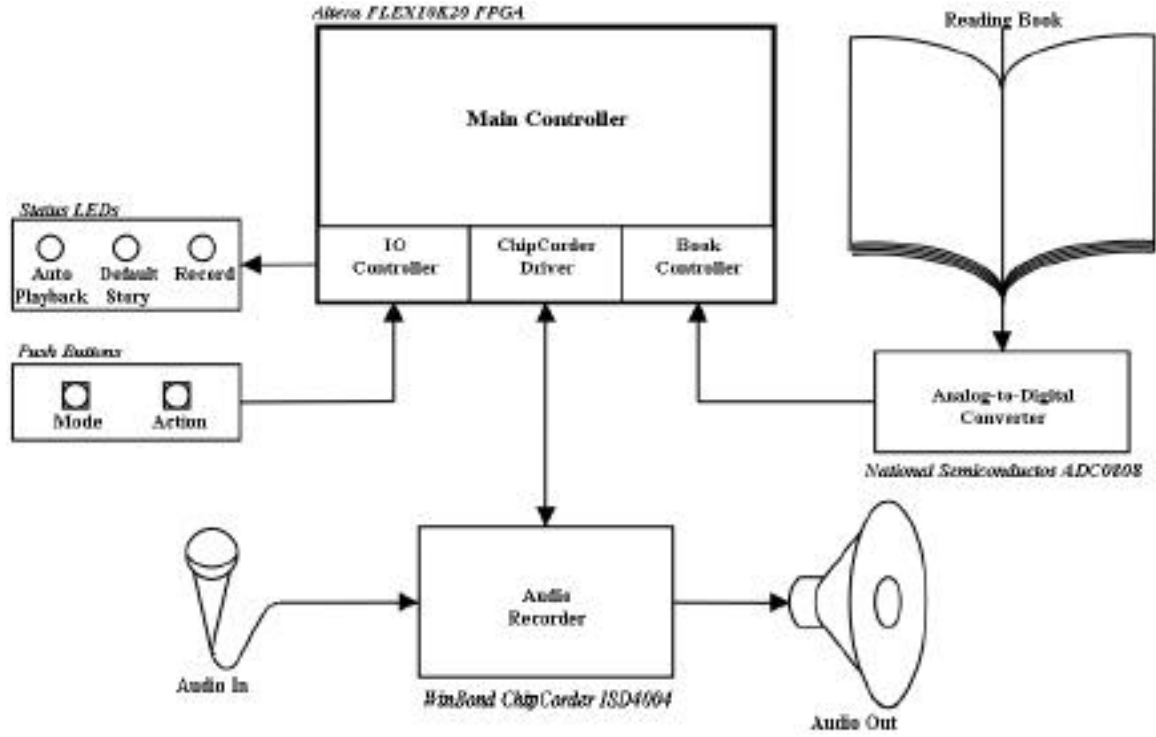 Altera FLEX10K20 FPGA
Reading Book
Main Controller
Status LEDs
IO
Controller
ChipCorder
Driver
Book
Controller
Auto
Playback
Default
Story
Record
Push Buttons
Mode
Action
Analog-to-Digital
Converter
National Semiconductos ADC0808
Audio
Recorder
Audio In
WinBond ChipCorder ISD4004
Audio Out